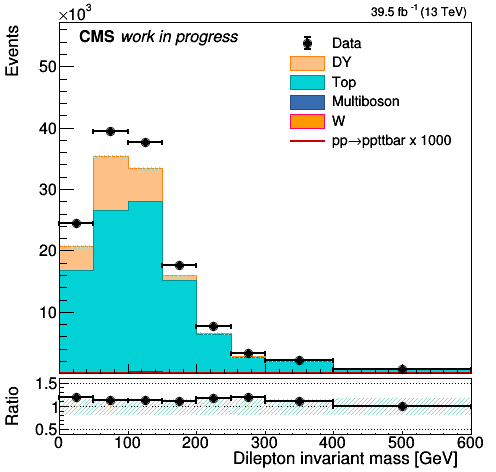 ×10³
39.5 fb⁻¹ (13 TeV)
CMS work in progress
Events
50
40
30
20
10
Data
DY
Top
Multiboson
W
pp→ppttbar x 1000
Ratio
1.5
1
0.5
0 100 200 300 400 500 600
Dilepton invariant mass [GeV]